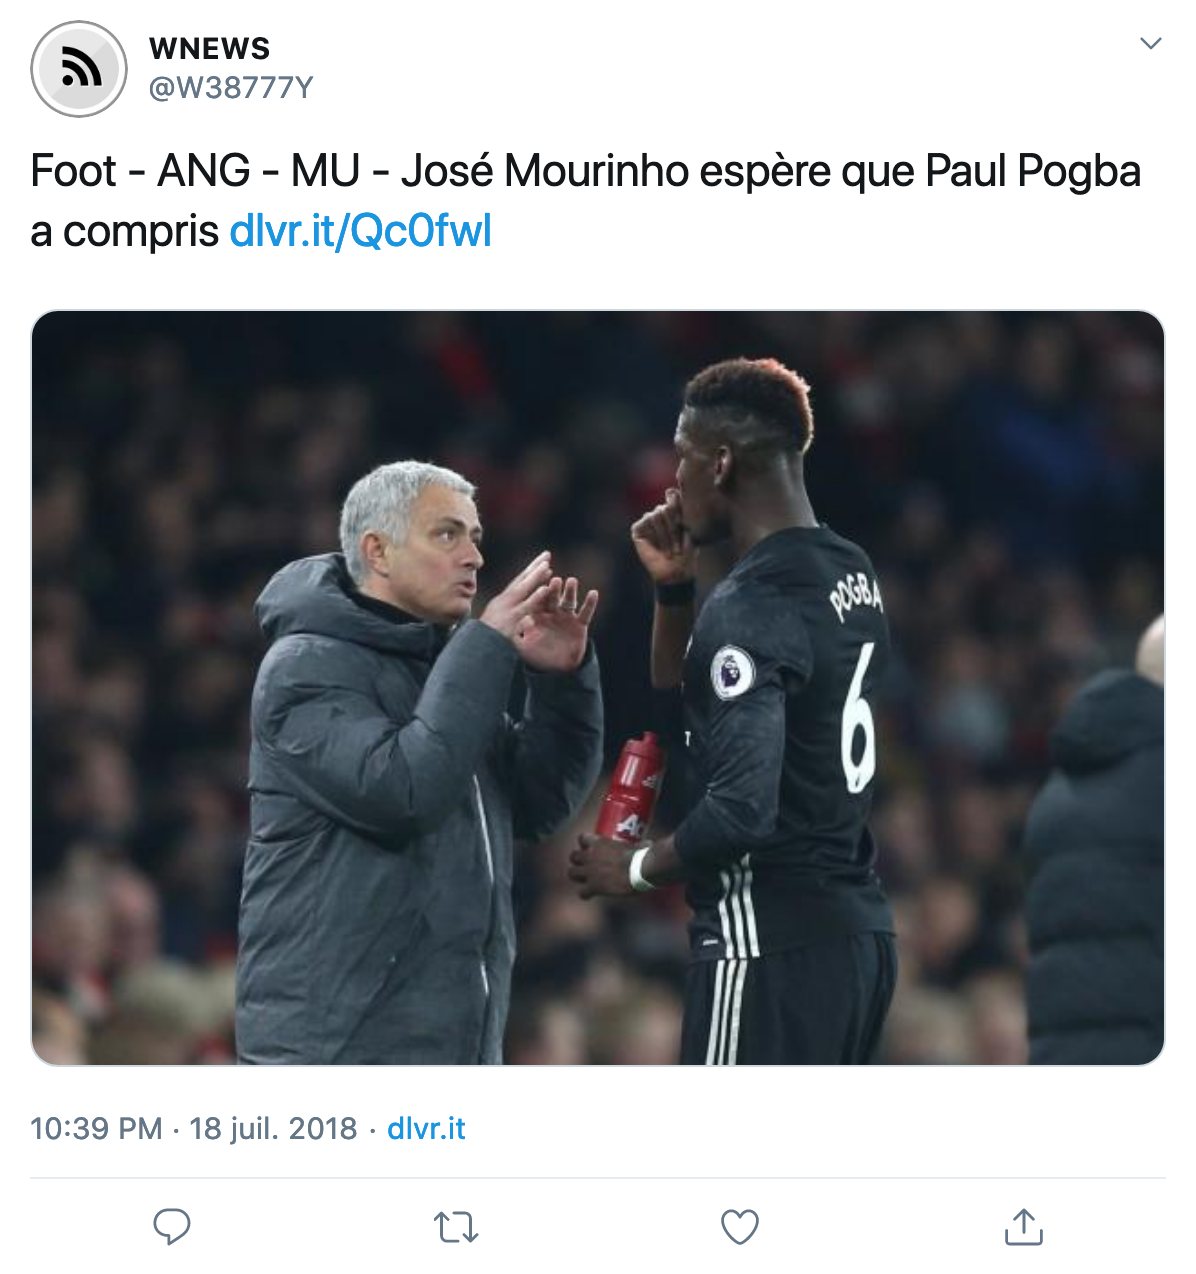 WNEWS
@W38777Y
Foot - ANG - MU - José Mourinho espère que Paul Pogba
a compris dlvr.it/Qc0fwl
POGBA
6
T
10:39 PM · 18 juil. 2018 · dlvr.it